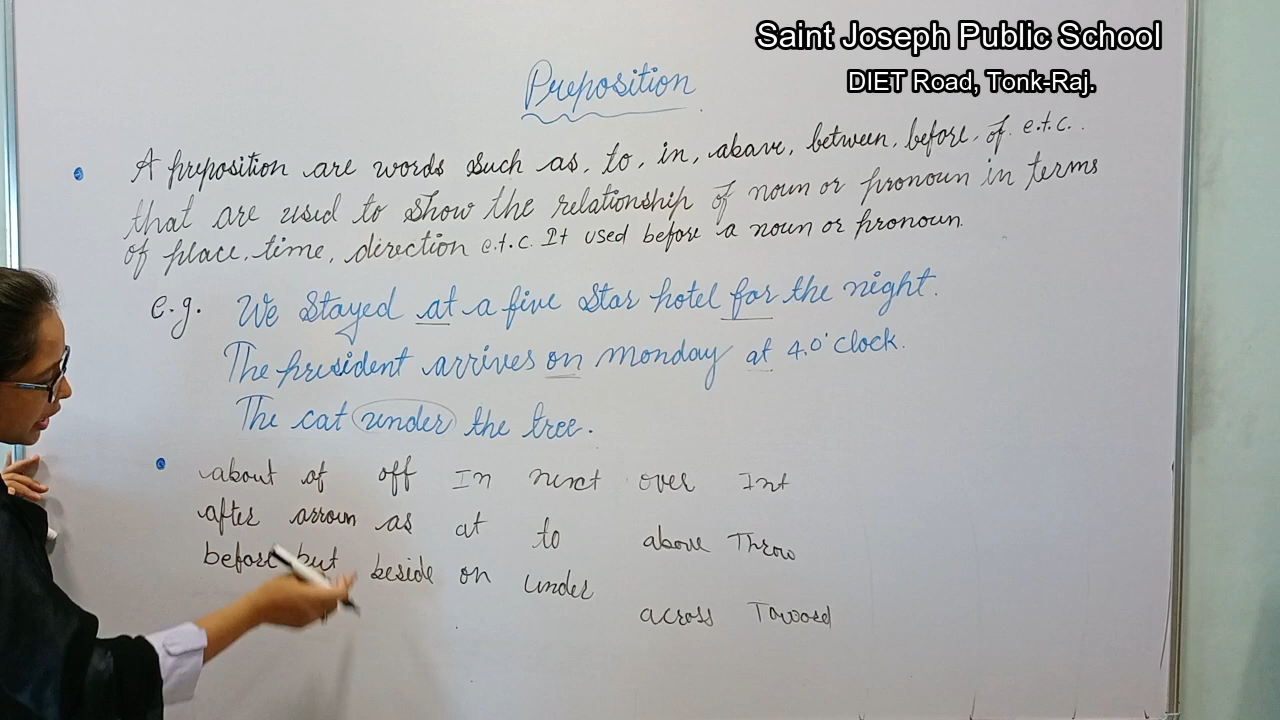 Saint Joseph Public School
DIET Road, Tonk-Raj.
Preposition
A preposition are words such as, to, in, abave, between, before, of e.t.c..
that are used to show the relationship of noun or pronoun in terms
of place, time, direction e.t.c. It used before a noun or pronoun.
e.g. We stayed at a five star hotel for the night.
The president arrives on monday at 4.0'clock.
The cat under the tree.
about of off In next over Int
after arroun as at to above Throw
before but beside on under
across Toword